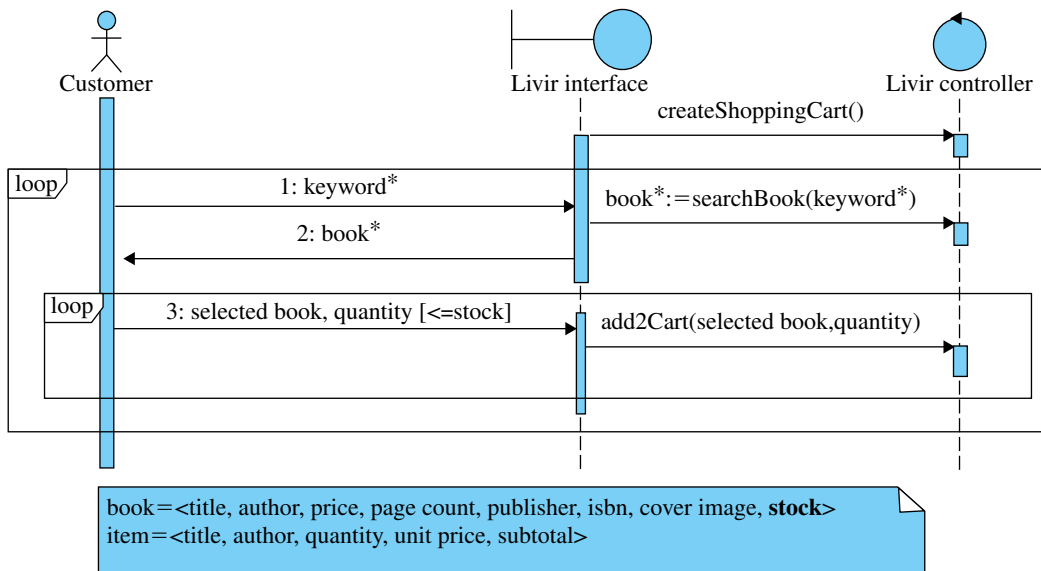 Customer
Livir interface
Livir controller
createShoppingCart()
loop
1: keyword*
book*:=searchBook(keyword*)
2: book*
loop
3: selected book, quantity [<=stock]
add2Cart(selected book,quantity)
book=<title, author, price, page count, publisher, isbn, cover image, stock>
item=<title, author, quantity, unit price, subtotal>